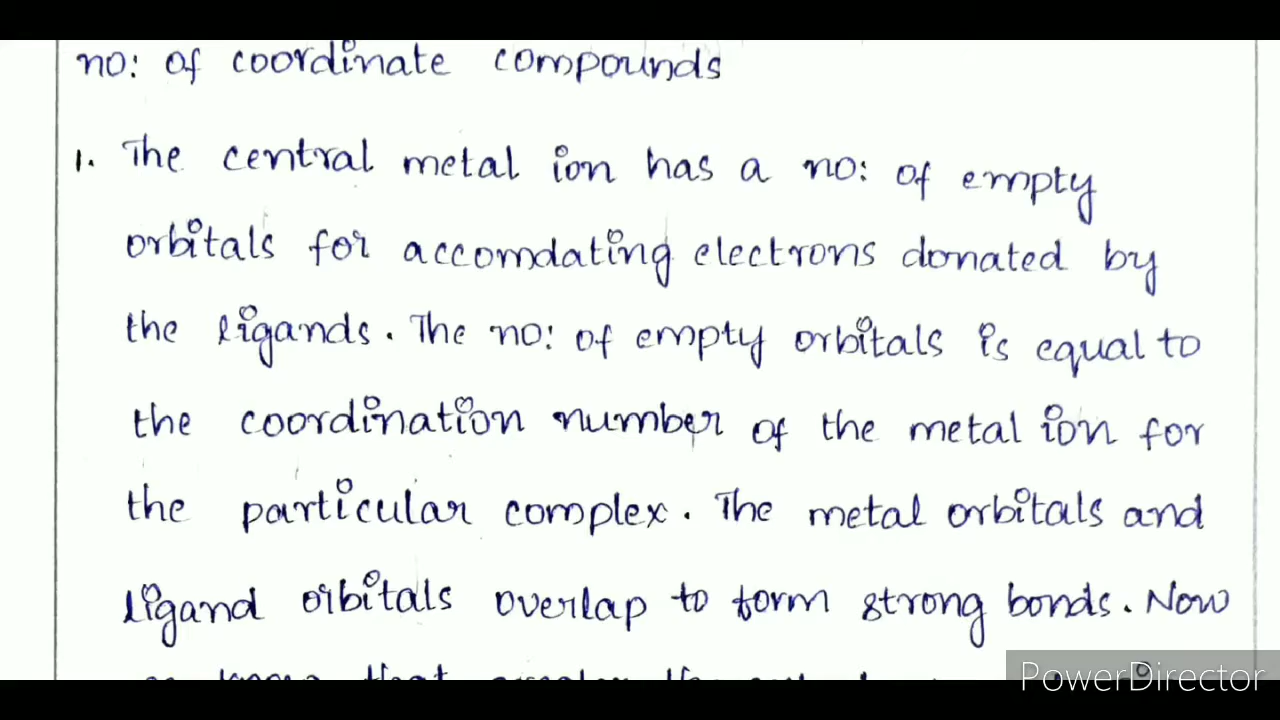 no: of coordinate compounds
1. The central metal ion has a no: of empty
orbitals for accomdating electrons donated by
the ligands. The no: of empty orbitals is equal to
the coordination number of the metal ion for
the particular complex. The metal orbitals and
ligand orbitals overlap to form strong bonds. Now
PowerDirector